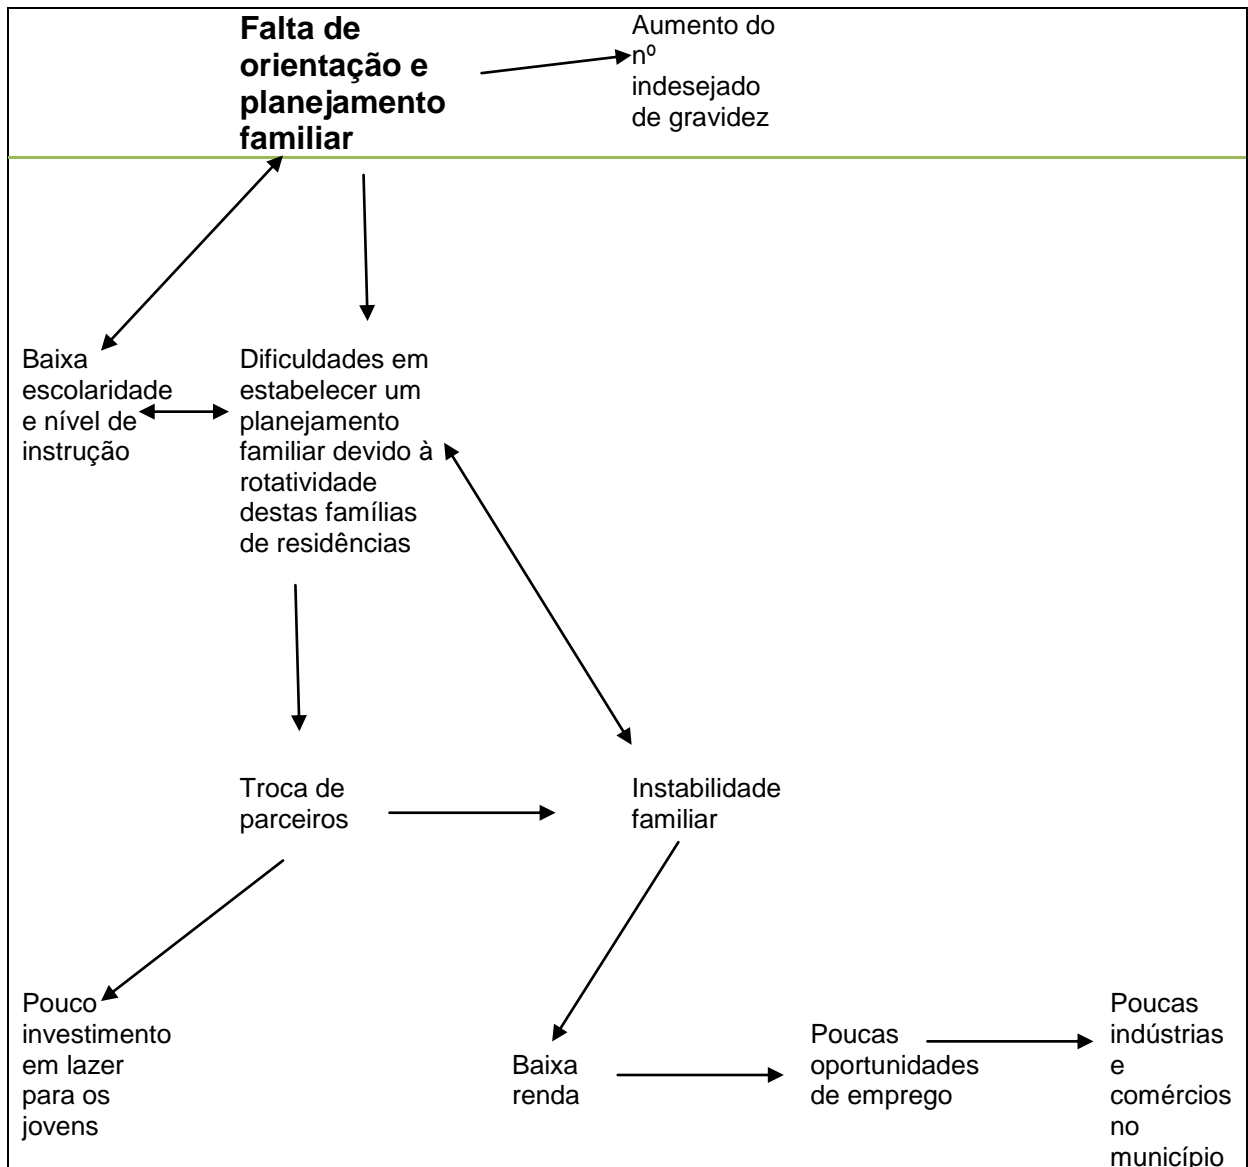 Falta de
orientação e
planejamento
familiar
Aumento do
nº
indesejado
de gravidez
Baixa
escolaridade
e nível de
instrução
Dificuldades em
estabelecer um
planejamento
familiar devido à
rotatividade
destas famílias
de residências
Troca de
parceiros
Instabilidade
familiar
Pouco
investimento
em lazer
para os
jovens
Baixa
renda
Poucas
oportunidades
de emprego
Poucas
indústrias
e
comércios
no
município